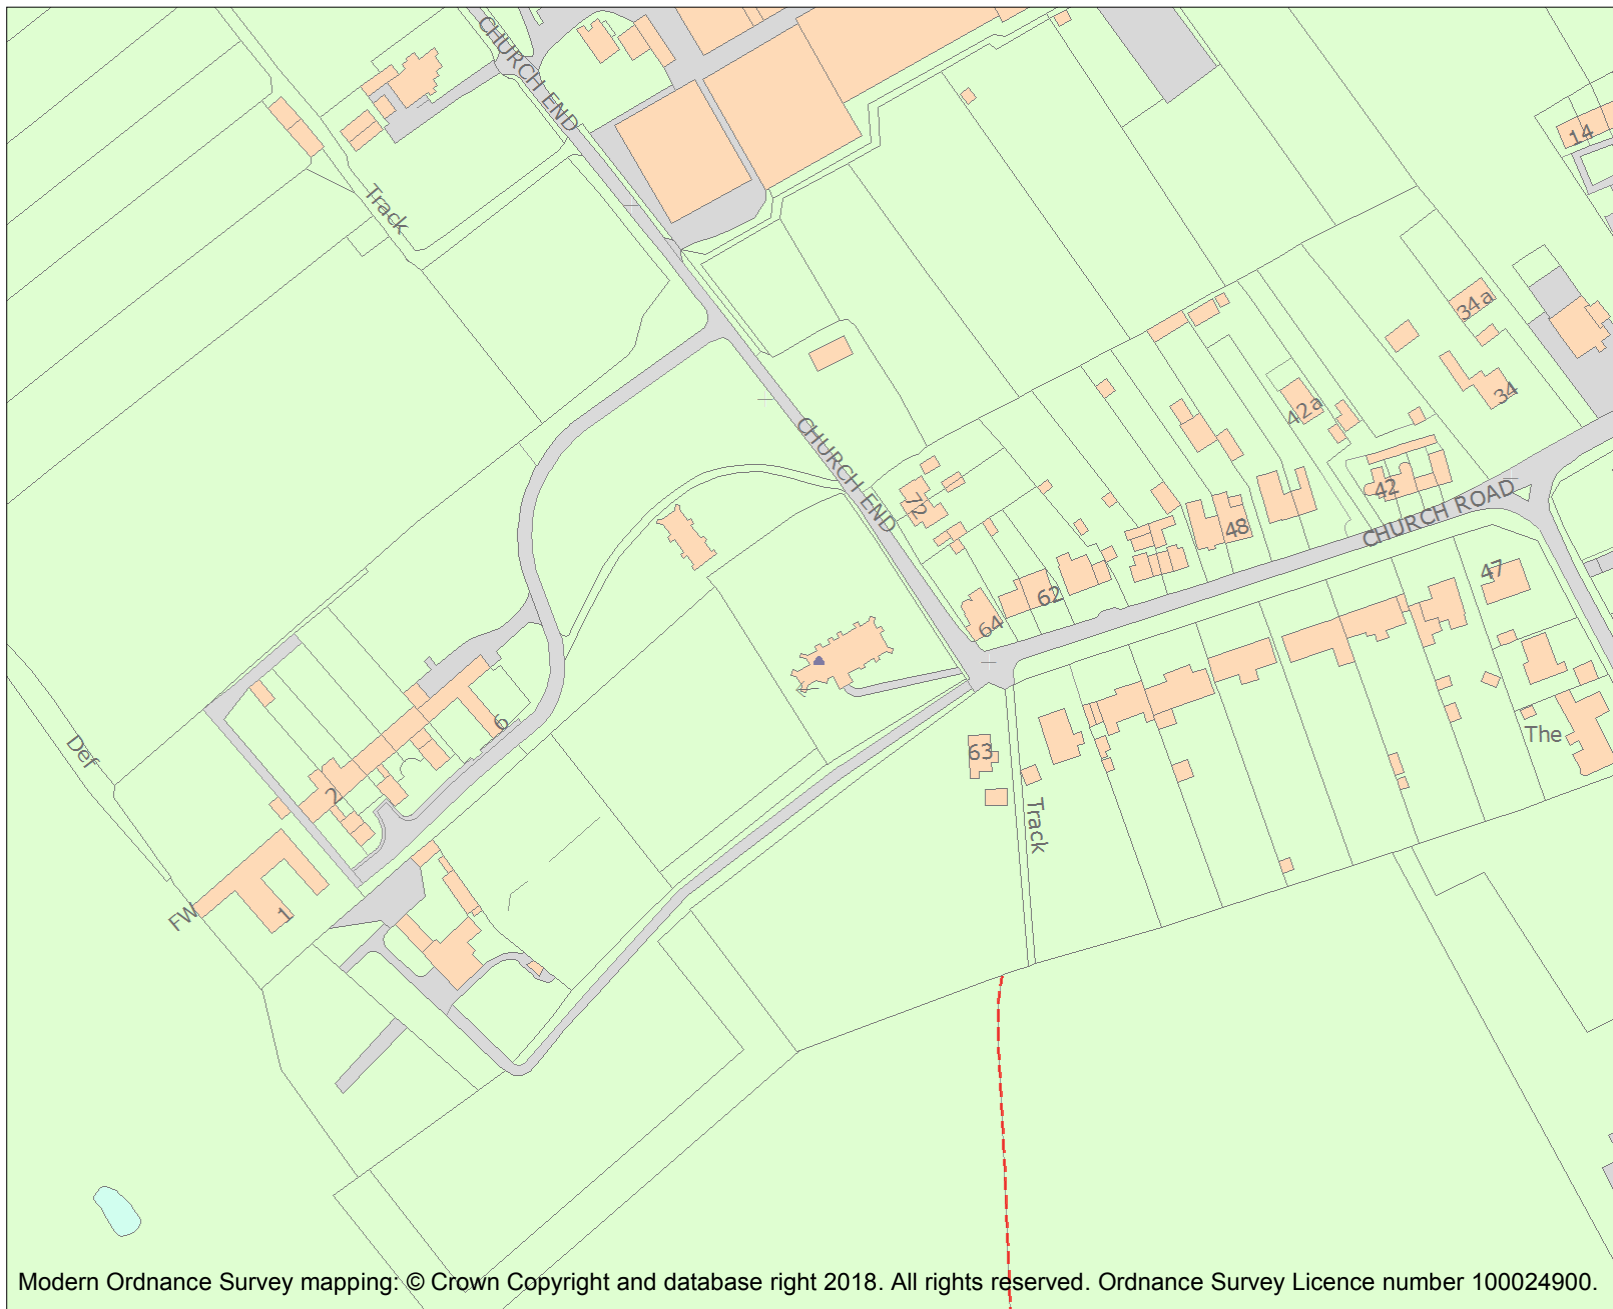 CHURCH END
14
Track
34a
34
42a
CHURCH END
72
42
CHURCH ROAD
48
47
62
64
6
Def
63
The
2
Track
FW
1
Modern Ordnance Survey mapping: © Crown Copyright and database right 2018. All rights reserved. Ordnance Survey Licence number 100024900.